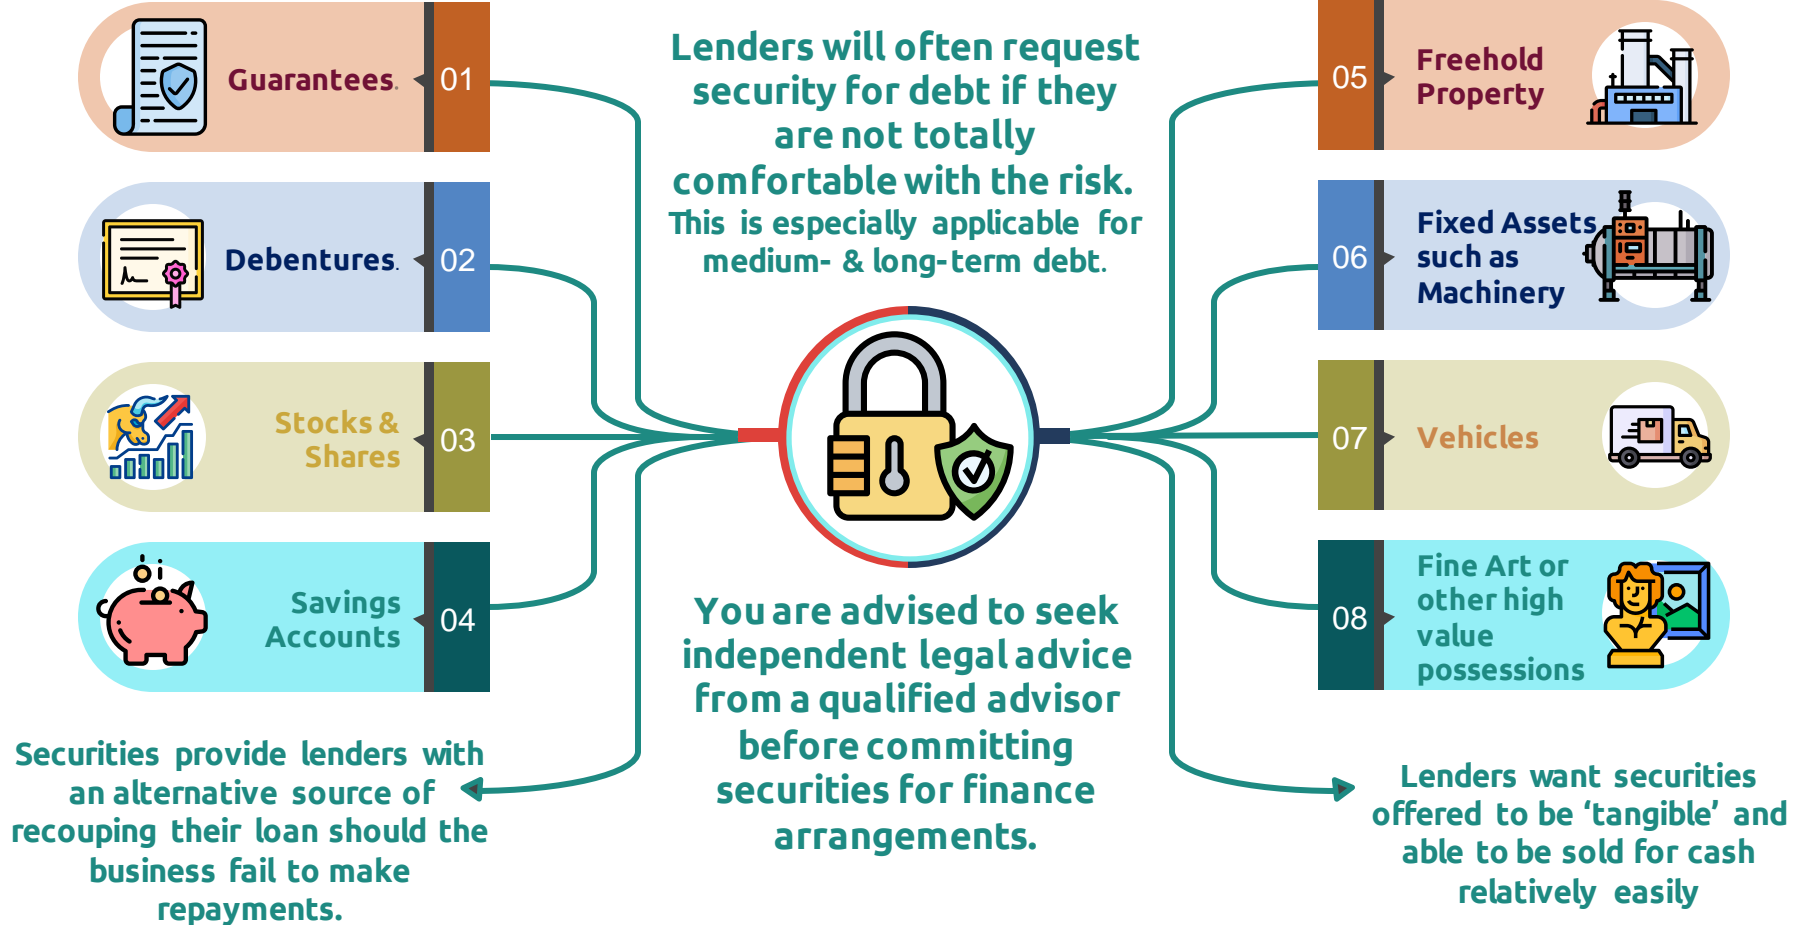 Guarantees.
01
Debentures.
02
Stocks &
Shares
03
Savings
Accounts
04
Securities provide lenders with
an alternative source of
recouping their loan should the
business fail to make
repayments.
Lenders will often request
security for debt if they
are not totally
comfortable with the risk.
This is especially applicable for
medium- & long-term debt.
You are advised to seek
independent legal advice
from a qualified advisor
before committing
securities for finance
arrangements.
05
Freehold
Property
06
Fixed Assets
such as
Machinery
07
Vehicles
08
Fine Art or
other high
value
possessions
Lenders want securities
offered to be ‘tangible’ and
able to be sold for cash
relatively easily